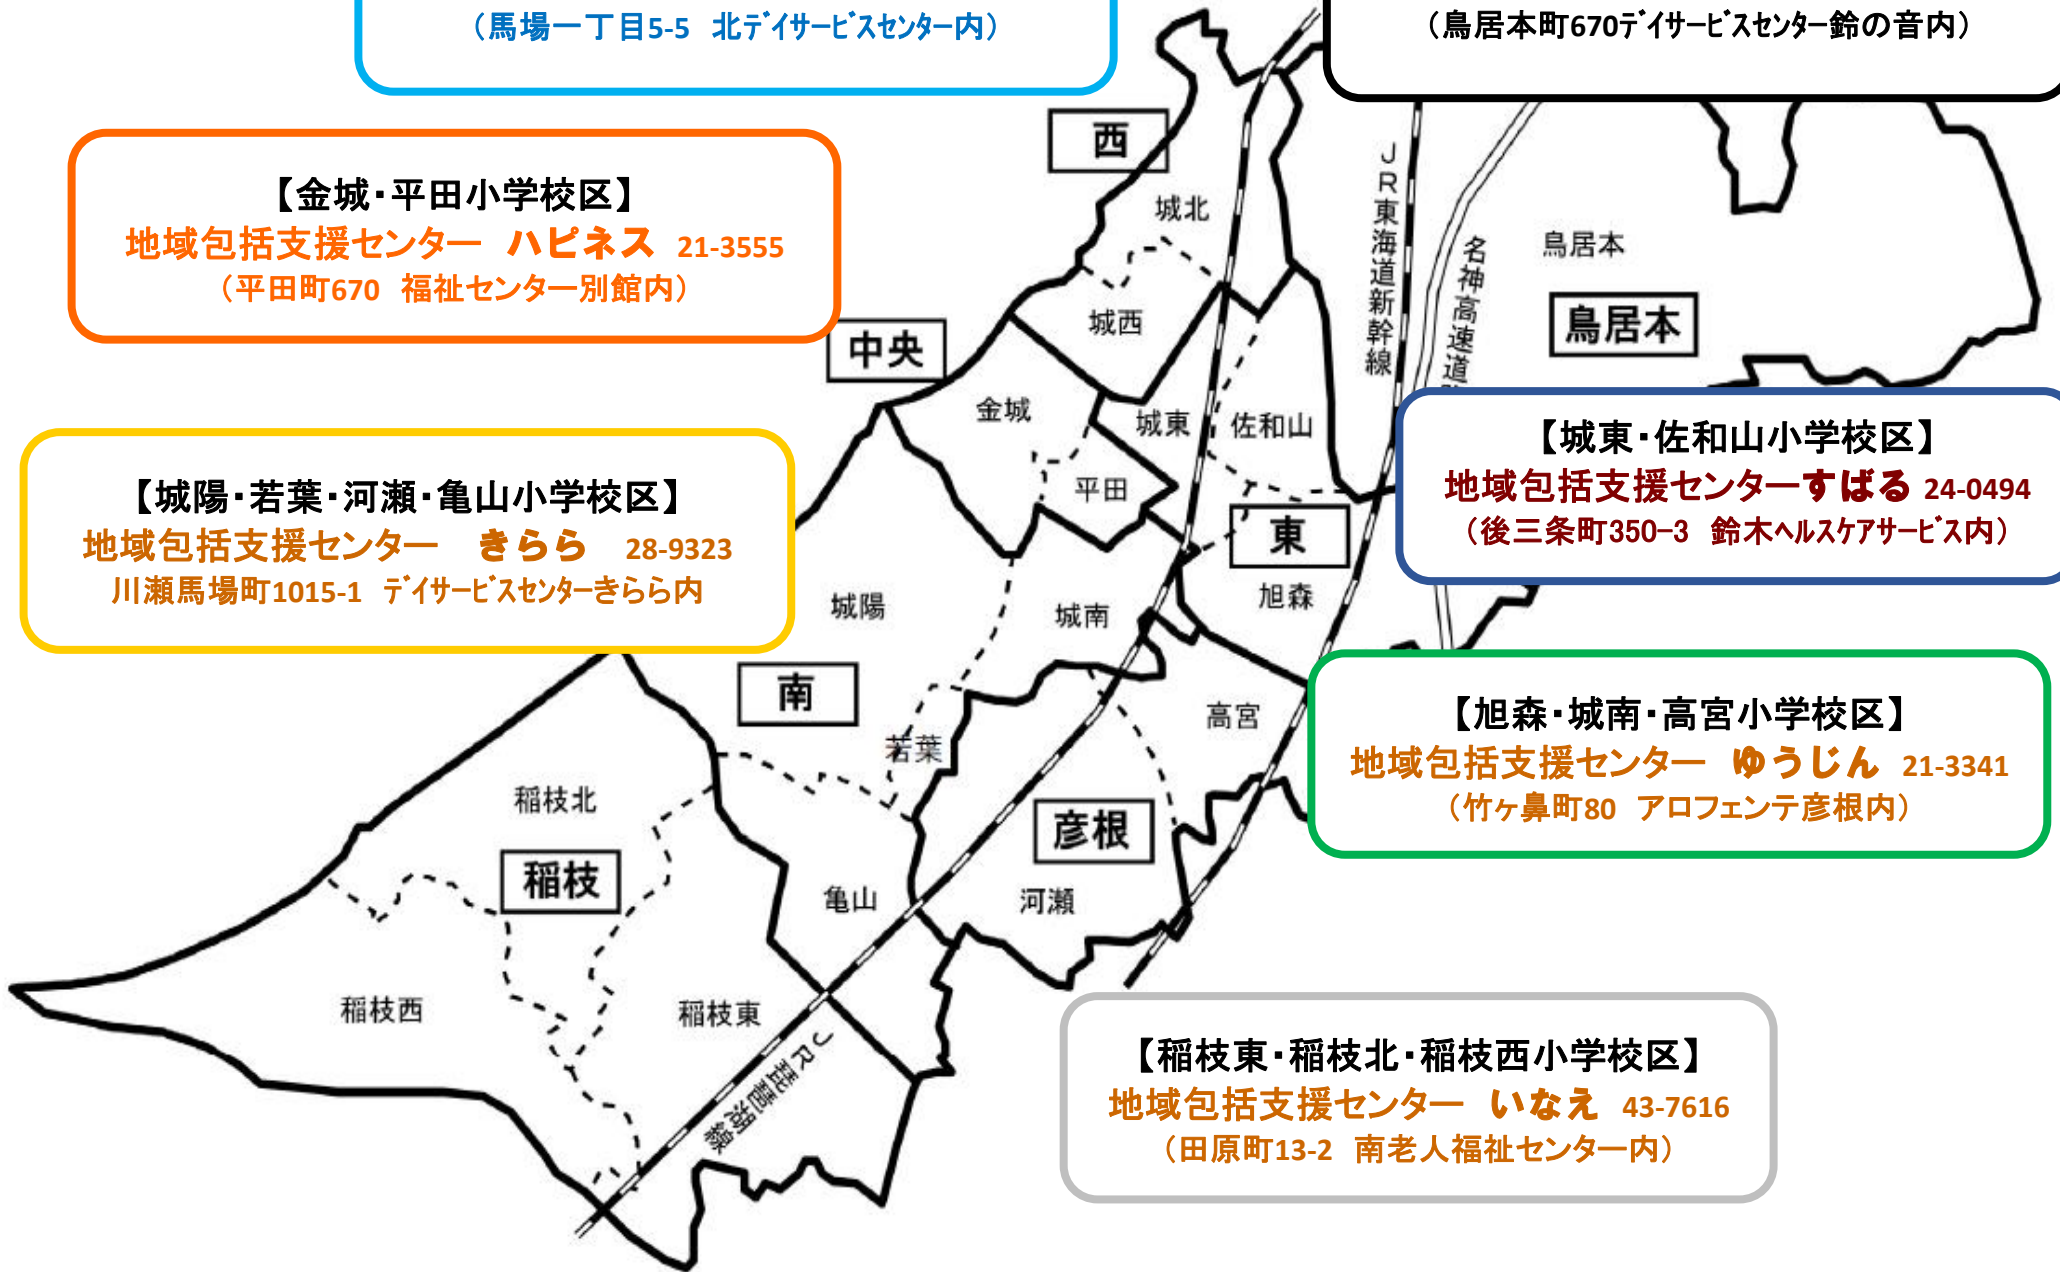 （馬場一丁目5-5 北デイサービスセンター内）
（鳥居本町670デイサービスセンター鈴の音内）
西
【金城・平田小学校区】
地域包括支援センター ハピネス 21-3555
（平田町670 福祉センター別館内）
城北
JR東海道新幹線
名神高速道
鳥居本
鳥居本
城西
中央
金城
城東
佐和山
平田
【城東・佐和山小学校区】
地域包括支援センターすばる 24-0494
（後三条町350-3 鈴木ヘルスケアサービス内）
【城陽・若葉・河瀬・亀山小学校区】
地域包括支援センター きらら 28-9323
川瀬馬場町1015-1 デイサービスセンターきらら内
東
旭森
城陽
城南
南
高宮
若葉
【旭森・城南・高宮小学校区】
地域包括支援センター ゆうじん 21-3341
（竹ヶ鼻町80 アロフェンテ彦根内）
稲枝北
彦根
稲枝
亀山
河瀬
稲枝西
稲枝東
JR琵琶湖線
【稲枝東・稲枝北・稲枝西小学校区】
地域包括支援センター いなえ 43-7616
（田原町13-2 南老人福祉センター内）